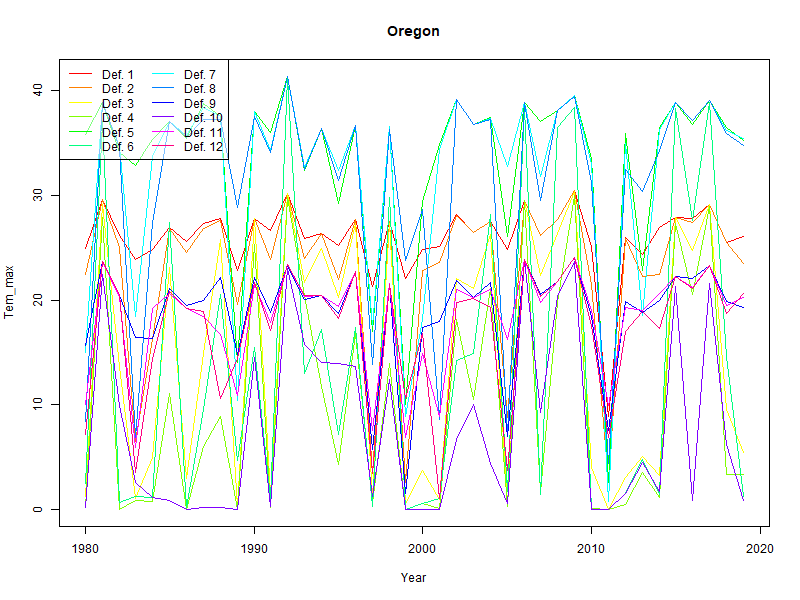 Oregon
Def. 1 Def. 7
Def. 2 Def. 8
Def. 3 Def. 9
Def. 4 Def. 10
Def. 5 Def. 11
Def. 6 Def. 12
Tem_max
40
30
20
10
0
1980 1990 2000 2010 2020
Year